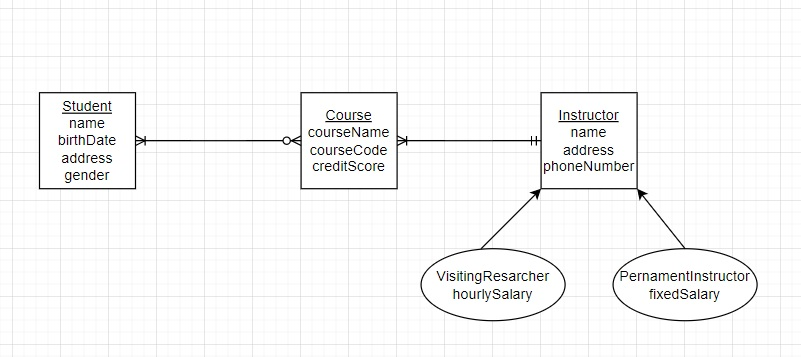 Student
name
birthDate
address
gender
Course
courseName
courseCode
creditScore
Instructor
name
address
phoneNumber
VisitingResarcher
hourlySalary
PernamentInstructor
fixedSalary